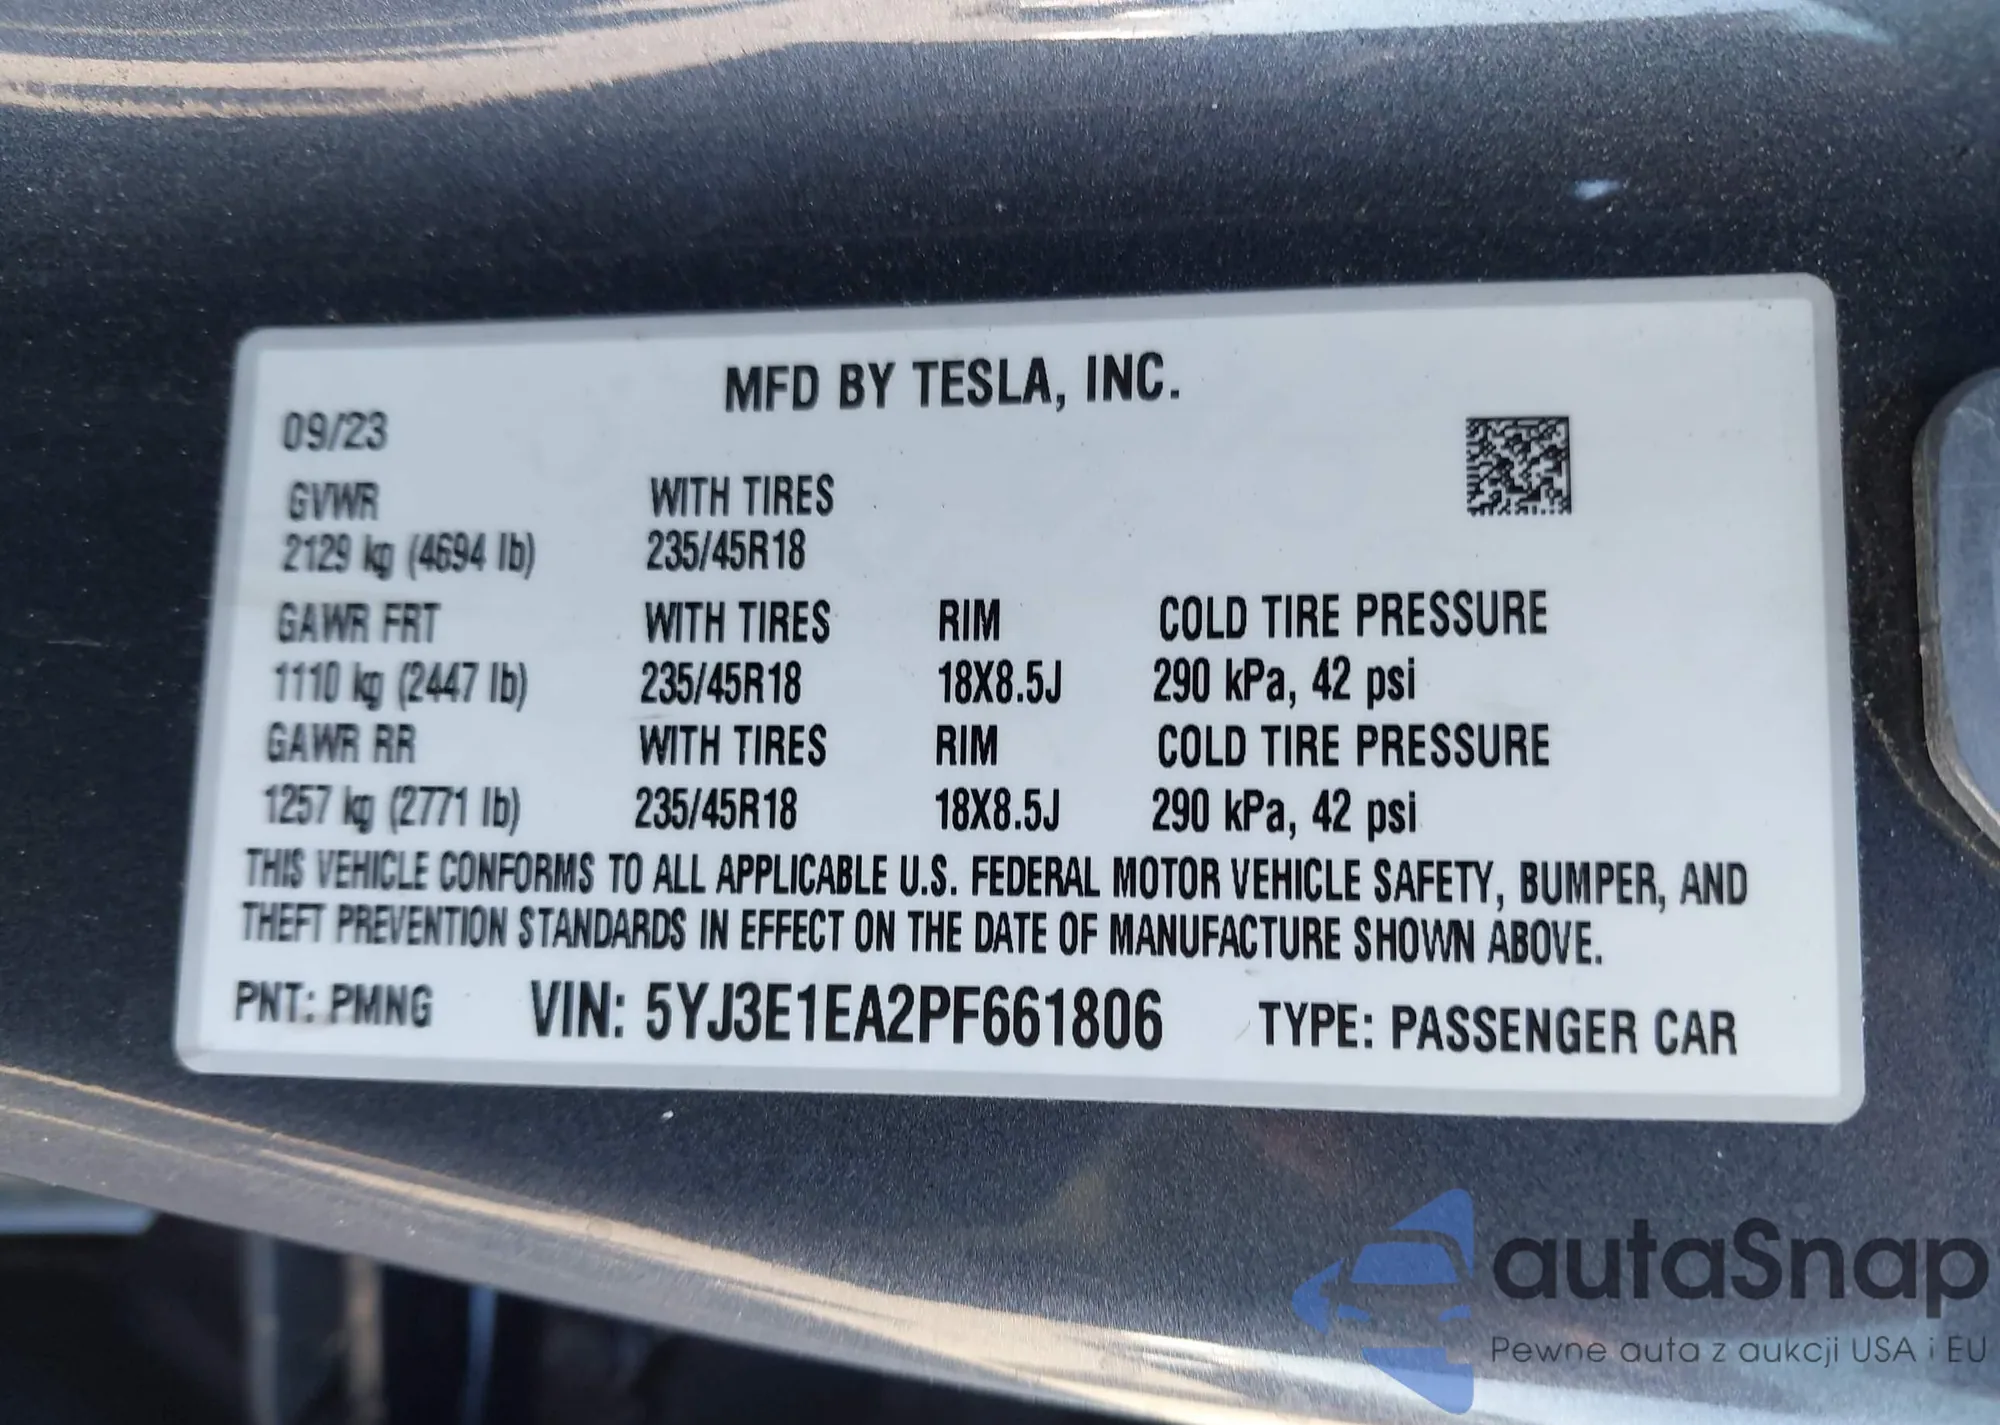 MFD BY TESLA, INC.
09/23
GVWR WITH TIRES
2129 kg (4694 lb) 235/45R18
GAWR FRT WITH TIRES RIM COLD TIRE PRESSURE
1110 kg (2447 lb) 235/45R18 18X8.5J 290 kPa, 42 psi
GAWR RR WITH TIRES RIM COLD TIRE PRESSURE
1257 kg (2771 lb) 235/45R18 18X8.5J 290 kPa, 42 psi
THIS VEHICLE CONFORMS TO ALL APPLICABLE U.S. FEDERAL MOTOR VEHICLE SAFETY, BUMPER, AND
THEFT PREVENTION STANDARDS IN EFFECT ON THE DATE OF MANUFACTURE SHOWN ABOVE.
PNT: PMNG VIN: 5YJ3E1EA2PF661806 TYPE: PASSENGER CAR
autaSnap
Pewne auta z aukcji USA i EU